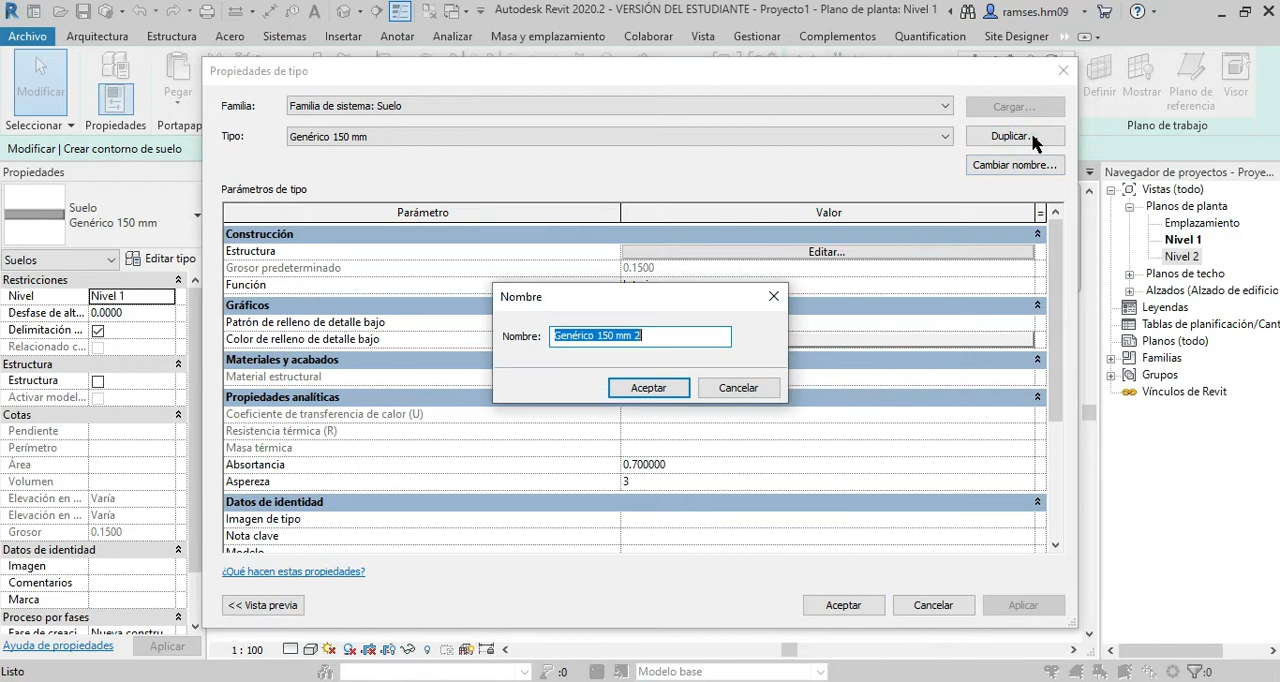 Autodesk Revit 2020.2 - VERSIÓN DEL ESTUDIANTE - Proyecto1 - Plano de planta: Nivel 1
ramses.hm09
Archivo Arquitectura Estructura Acero Sistemas Insertar Anotar Analizar Masa y emplazamiento Colaborar Vista Gestionar Complementos Quantification Site Designer
Modificar
Pegar
Definir Mostrar Plano de referencia Visor
Seleccionar Propiedades Portapap
Plano de trabajo
Modificar | Crear contorno de suelo
Propiedades
Suelo
Genérico 150 mm
Suelos Editar tipo
Restricciones
Nivel Nivel 1
Desfase de alt... 0.0000
Delimitación ...
Relacionado c...
Estructura
Estructura
Activar model...
Cotas
Pendiente
Perímetro
Área
Volumen
Elevación en ... Varía
Elevación en ... Varía
Grosor 0.1500
Datos de identidad
Imagen
Comentarios
Marca
Proceso por fases
Fase de creaci... Nueva constru...
Ayuda de propiedades Aplicar
Listo
Propiedades de tipo
Familia: Familia de sistema: Suelo Cargar...
Tipo: Genérico 150 mm Duplicar...
Cambiar nombre...
Parámetros de tipo
Parámetro Valor =
Construcción
Estructura Editar...
Grosor predeterminado 0.1500
Función
Gráficos
Patrón de relleno de detalle bajo
Color de relleno de detalle bajo
Materiales y acabados
Material estructural
Propiedades analíticas
Coeficiente de transferencia de calor (U)
Resistencia térmica (R)
Masa térmica
Absortancia 0.700000
Aspereza 3
Datos de identidad
Imagen de tipo
Nota clave
Modelo
¿Qué hacen estas propiedades?
<< Vista previa Aceptar Cancelar Aplicar
Nombre
Nombre: Genérico 150 mm 2
Aceptar Cancelar
Navegador de proyectos - Proye...
Vistas (todo)
Planos de planta
Emplazamiento
Nivel 1
Nivel 2
Planos de techo
Alzados (Alzado de edificio
Leyendas
Tablas de planificación/Cant
Planos (todo)
Familias
Grupos
Vínculos de Revit
1 : 100
:0 Modelo base :0